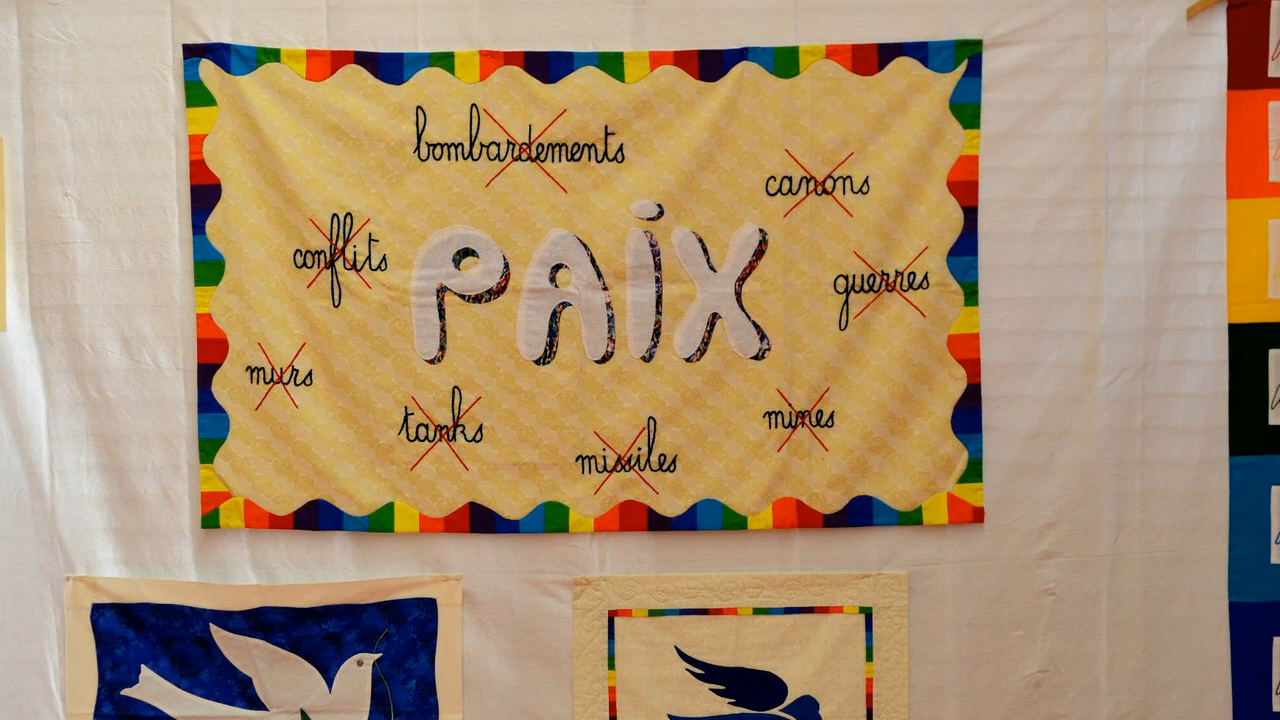 bombardements
canons
conflits
PAiX
guerres
murs
tanks
mines
missiles